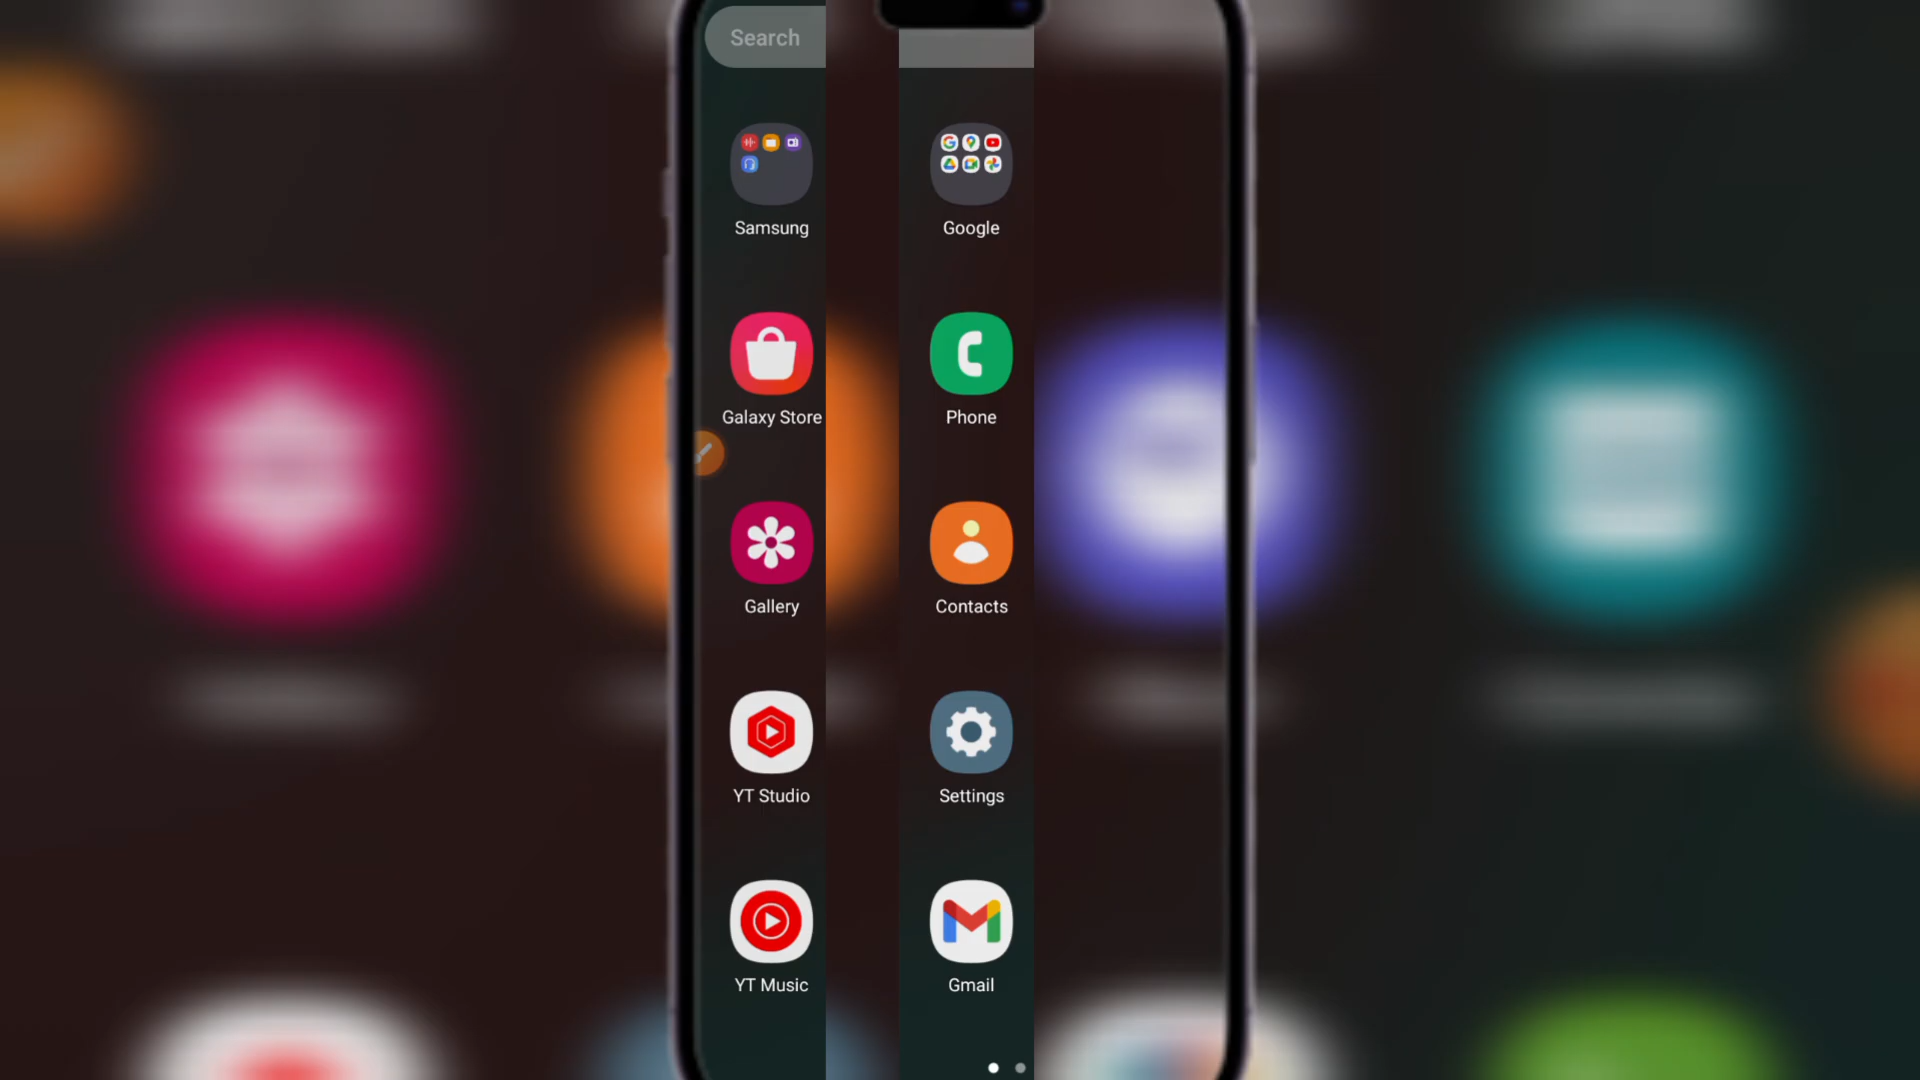 Search
Samsung Google
Galaxy Store Phone
Gallery Contacts
YT Studio Settings
YT Music Gmail